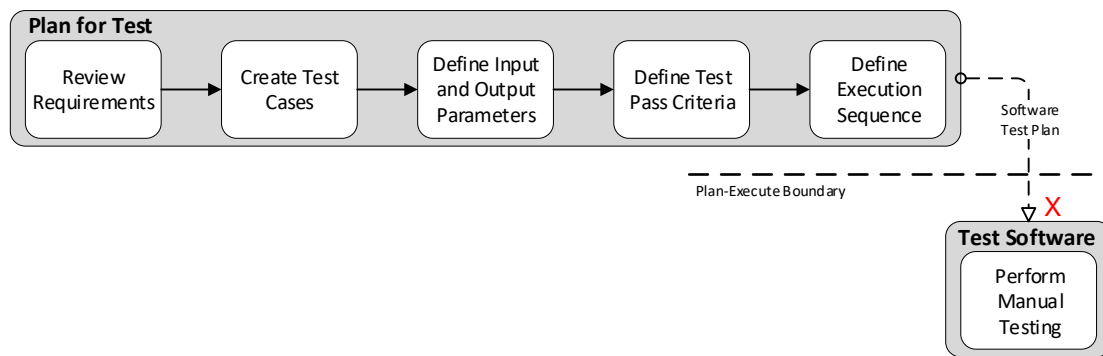 Plan for Test
Review
Requirements
Create Test
Cases
Define Input
and Output
Parameters
Define Test
Pass Criteria
Define
Execution
Sequence
Software
Test Plan
Plan-Execute Boundary
X
Test Software
Perform
Manual
Testing